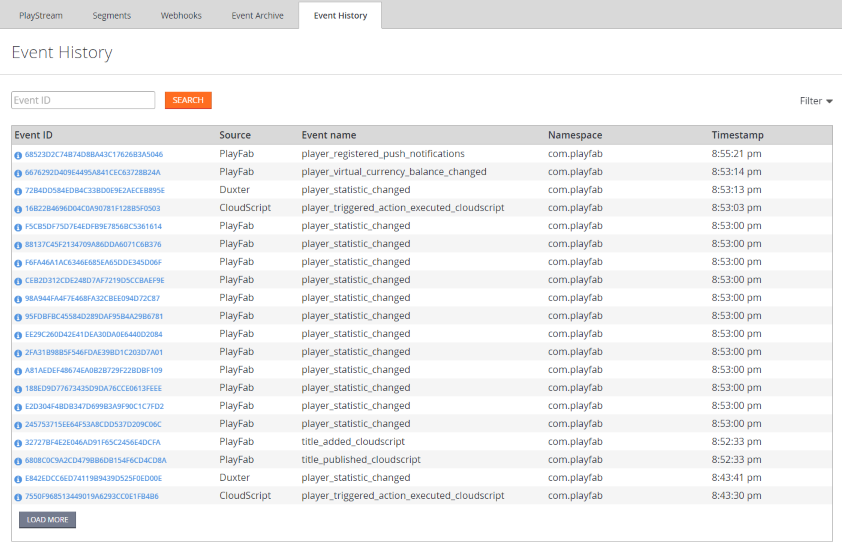 PlayStream Segments Webhooks Event Archive Event History
Event History
Event ID SEARCH Filter
Event ID Source Event name Namespace Timestamp
68523D2C74B74D8BA43C17626B3A5046 PlayFab player_registered_push_notifications com.playfab 8:55:21 pm
6676292D409E4495A841CEC63728B24A PlayFab player_virtual_currency_balance_changed com.playfab 8:53:14 pm
72B4DD584EDB4C33BD0E9E2AECEB895E Duxter player_statistic_changed com.playfab 8:53:13 pm
16B22B4696D04C0A90781F128B5F0503 CloudScript player_triggered_action_executed_cloudscript com.playfab 8:53:03 pm
F5CB5DF75D7E4EDFB9E7856BC5361614 PlayFab player_statistic_changed com.playfab 8:53:00 pm
88137C45F2134709A86DDA6071C6B376 PlayFab player_statistic_changed com.playfab 8:53:00 pm
F6FA46A1AC6346E685EA65DDE345D06F PlayFab player_statistic_changed com.playfab 8:53:00 pm
CEB2D312CDE248D7AF7219D5CCBAEF9E PlayFab player_statistic_changed com.playfab 8:53:00 pm
98A944FA4F7E468FA32CBEE094D72C87 PlayFab player_statistic_changed com.playfab 8:53:00 pm
95FDBFBC45584D289DAF95B4A29B6781 PlayFab player_statistic_changed com.playfab 8:53:00 pm
EE29C260D42E41DEA30DA0E6440D2084 PlayFab player_statistic_changed com.playfab 8:53:00 pm
2FA31B98B5F546FDAE39BD1C203D7A01 PlayFab player_statistic_changed com.playfab 8:53:00 pm
A81AEDEF48674EA0B2B729F22BDBF109 PlayFab player_statistic_changed com.playfab 8:53:00 pm
188ED9D77673435D9DA76CCE0613FEEE PlayFab player_statistic_changed com.playfab 8:53:00 pm
E2D304F4BDB347D699B3A9F90C1C7FD2 PlayFab player_statistic_changed com.playfab 8:53:00 pm
245753715EE64F53A8CDD537D209C06C PlayFab player_statistic_changed com.playfab 8:53:00 pm
32727BF4E2E046AD91F65C2456E4DCFA PlayFab title_added_cloudscript com.playfab 8:52:33 pm
6808C0C9A2CD479BB6DB154F6CD4CD8A PlayFab title_published_cloudscript com.playfab 8:52:33 pm
E842EDCC6ED74119B9439D525F0ED00E Duxter player_statistic_changed com.playfab 8:43:41 pm
7550F968513449019A6293CC0E1FB4B6 CloudScript player_triggered_action_executed_cloudscript com.playfab 8:43:30 pm
LOAD MORE